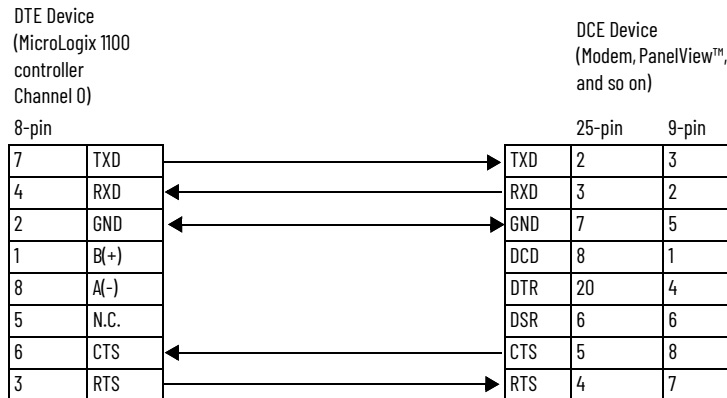 DTE Device
(MicroLogix 1100
controller
Channel 0)
DCE Device
(Modem, PanelView™,
and so on)
8-pin 25-pin 9-pin
7 TXD TXD 2 3
4 RXD RXD 3 2
2 GND GND 7 5
1 B(+) DCD 8 1
8 A(-) DTR 20 4
5 N.C. DSR 6 6
6 CTS CTS 5 8
3 RTS RTS 4 7